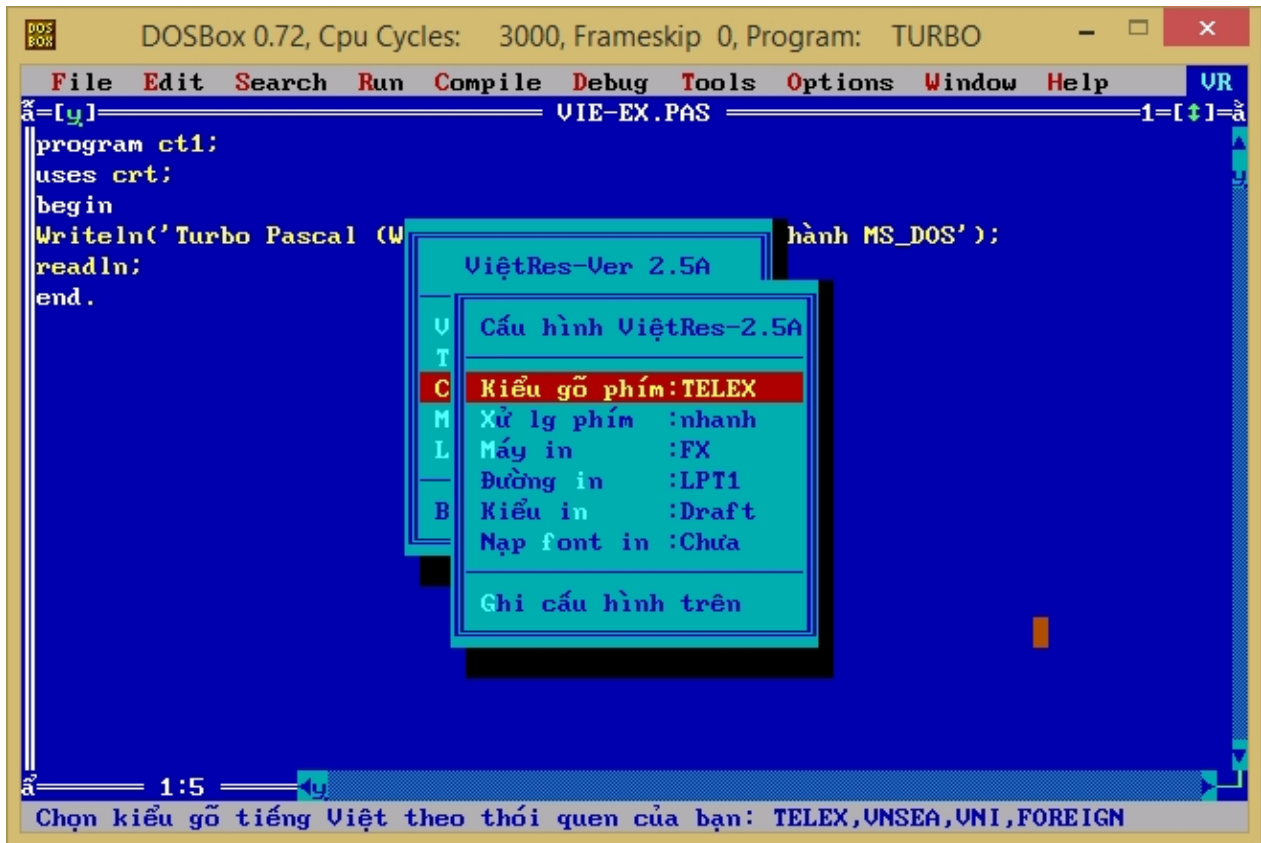 DOS BOX DOSBox 0.72, Cpu Cycles: 3000, Frameskip 0, Program: TURBO
File Edit Search Run Compile Debug Tools Options Window Help VR
ẫ=[y]= VIE-EX.PAS =1=[↕]=ằ
program ct1;
uses crt;
begin
Writeln('Turbo Pascal (W hành MS_DOS');
readln;
end.
ViệtRes-Ver 2.5A
V
T
C
M
L
B
Cấu hình ViệtRes-2.5A
Kiểu gõ phím:TELEX
Xử lg phím :nhanh
Máy in :FX
Đường in :LPT1
Kiểu in :Draft
Nạp font in :Chưa
Ghi cấu hình trên
ẩ 1:5 y
Chọn kiểu gõ tiếng Việt theo thói quen của bạn: TELEX,VNSEA,VNI,FOREIGN